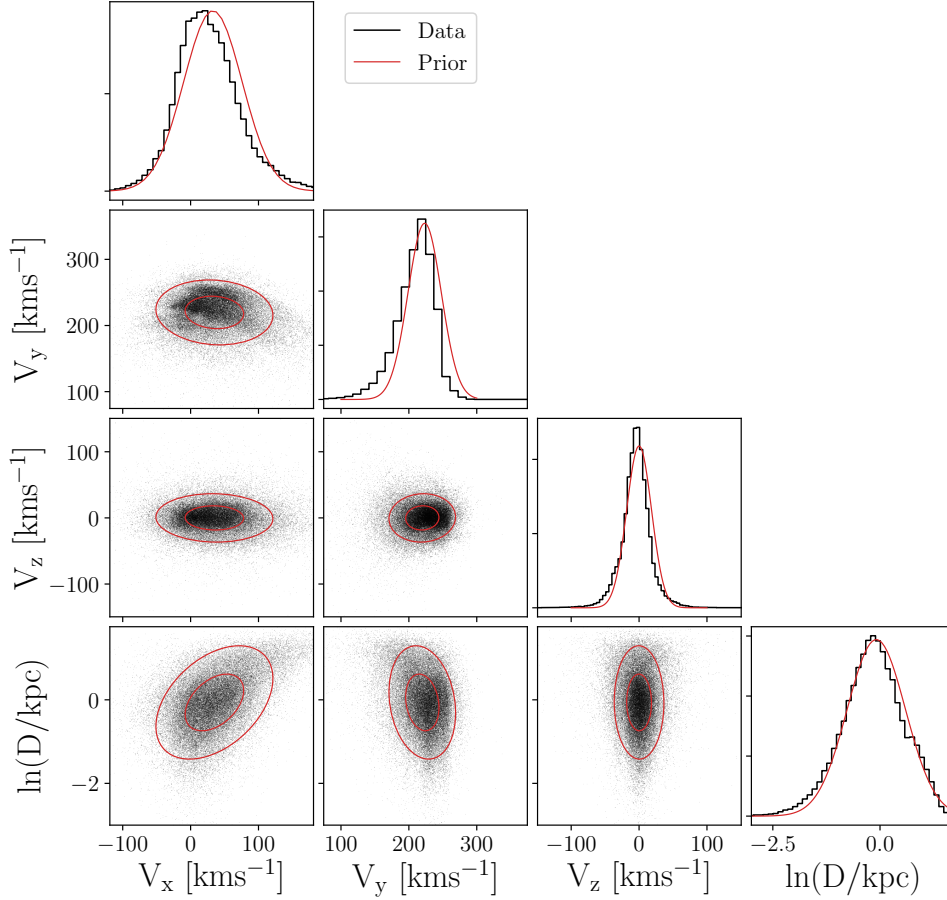 Data
Prior
V_y [kms^{-1}]
300
200
100
V_z [kms^{-1}]
100
0
−100
ln(D/kpc)
0
−2
−100 0 100
V_x [kms^{-1}]
200 300
V_y [kms^{-1}]
0 100
V_z [kms^{-1}]
−2.5 0.0
ln(D/kpc)